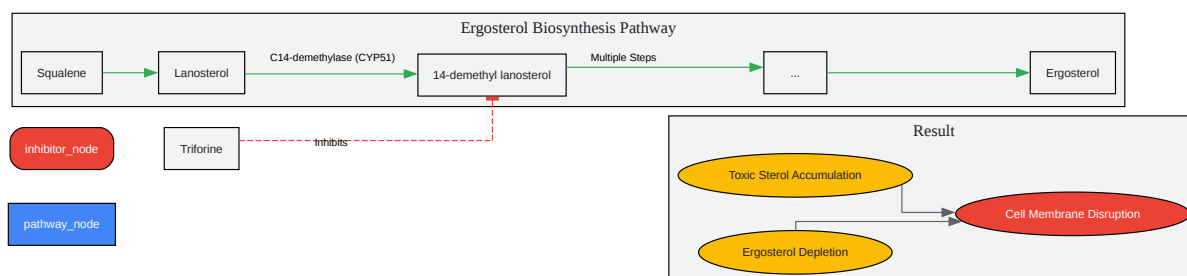 Ergosterol Biosynthesis Pathway
Squalene
Lanosterol
C14-demethylase (CYP51)
14-demethyl lanosterol
Multiple Steps
...
Ergosterol
inhibitor_node
Triforine
Inhibits
pathway_node
Result
Toxic Sterol Accumulation
Cell Membrane Disruption
Ergosterol Depletion